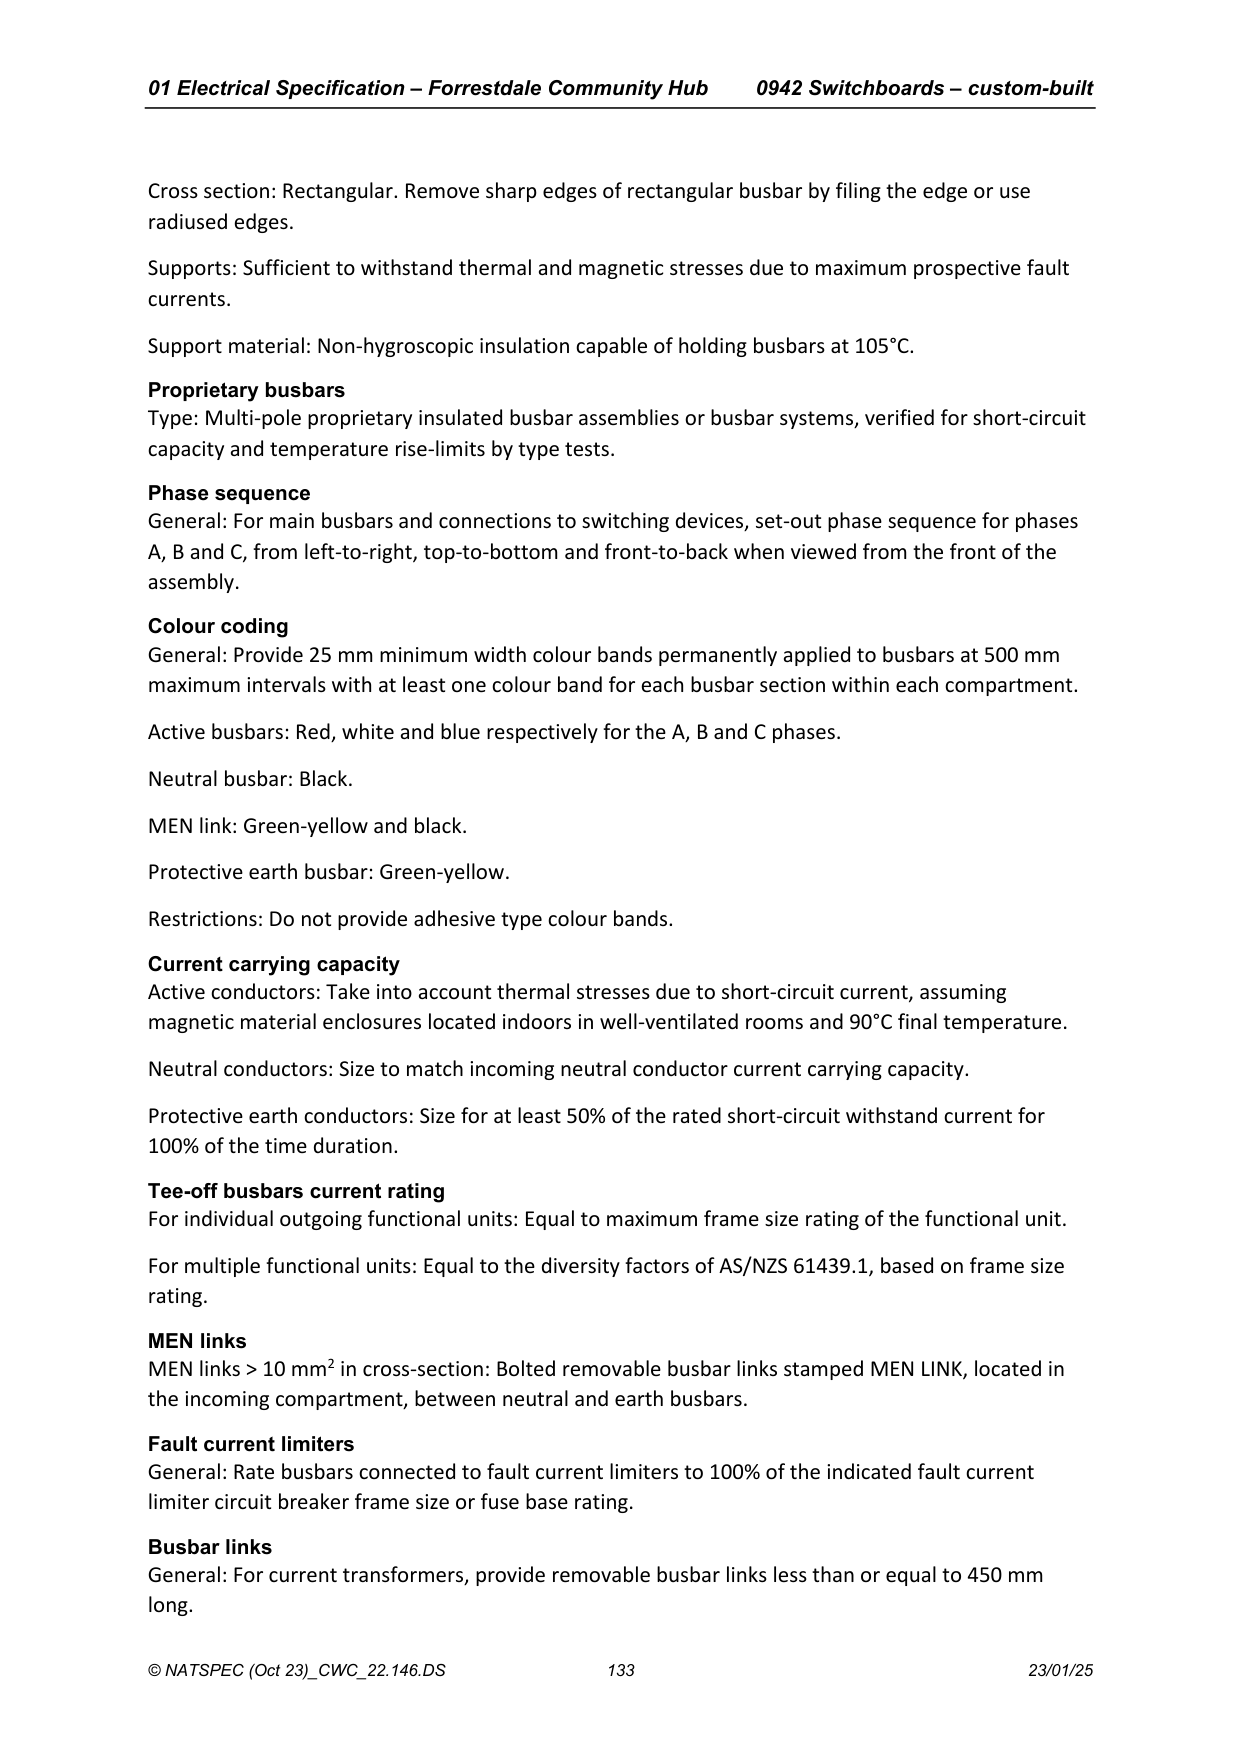 01 Electrical Specification – Forrestdale Community Hub 0942 Switchboards – custom-built
Cross section: Rectangular. Remove sharp edges of rectangular busbar by filing the edge or use
radiused edges.
Supports: Sufficient to withstand thermal and magnetic stresses due to maximum prospective fault
currents.
Support material: Non-hygroscopic insulation capable of holding busbars at 105°C.
Proprietary busbars
Type: Multi-pole proprietary insulated busbar assemblies or busbar systems, verified for short-circuit
capacity and temperature rise-limits by type tests.
Phase sequence
General: For main busbars and connections to switching devices, set-out phase sequence for phases
A, B and C, from left-to-right, top-to-bottom and front-to-back when viewed from the front of the
assembly.
Colour coding
General: Provide 25 mm minimum width colour bands permanently applied to busbars at 500 mm
maximum intervals with at least one colour band for each busbar section within each compartment.
Active busbars: Red, white and blue respectively for the A, B and C phases.
Neutral busbar: Black.
MEN link: Green-yellow and black.
Protective earth busbar: Green-yellow.
Restrictions: Do not provide adhesive type colour bands.
Current carrying capacity
Active conductors: Take into account thermal stresses due to short-circuit current, assuming
magnetic material enclosures located indoors in well-ventilated rooms and 90°C final temperature.
Neutral conductors: Size to match incoming neutral conductor current carrying capacity.
Protective earth conductors: Size for at least 50% of the rated short-circuit withstand current for
100% of the time duration.
Tee-off busbars current rating
For individual outgoing functional units: Equal to maximum frame size rating of the functional unit.
For multiple functional units: Equal to the diversity factors of AS/NZS 61439.1, based on frame size
rating.
MEN links
MEN links > 10 mm² in cross-section: Bolted removable busbar links stamped MEN LINK, located in
the incoming compartment, between neutral and earth busbars.
Fault current limiters
General: Rate busbars connected to fault current limiters to 100% of the indicated fault current
limiter circuit breaker frame size or fuse base rating.
Busbar links
General: For current transformers, provide removable busbar links less than or equal to 450 mm
long.
© NATSPEC (Oct 23)_CWC_22.146.DS 133 23/01/25